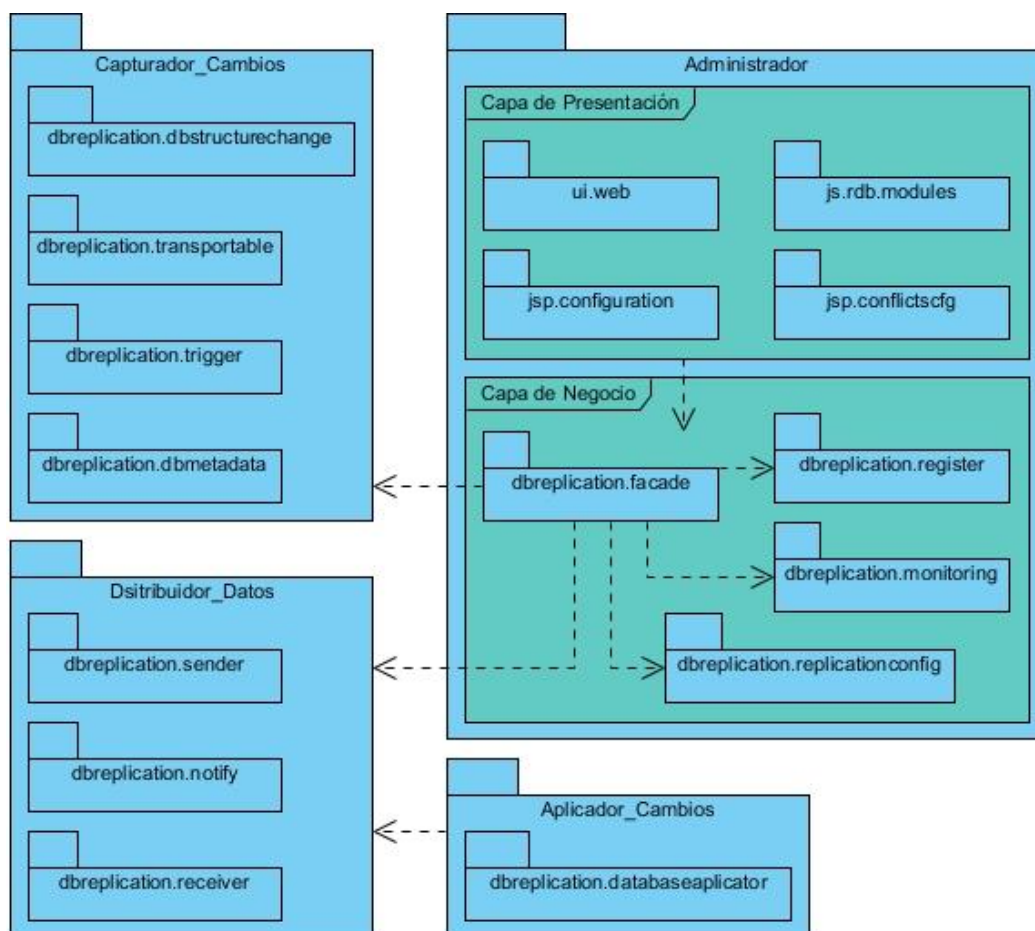 Capturador_Cambios
dbreplication.dbstructurechange
dbreplication.transportable
dbreplication.trigger
dbreplication.dbmetadata
Administrador
Capa de Presentación
ui.web
js.rdb.modules
jsp.configuration
jsp.conflictscfg
Capa de Negocio
dbreplication.facade
dbreplication.register
dbreplication.monitoring
dbreplication.replicationconfig
Dsitribuidor_Datos
dbreplication.sender
dbreplication.notify
dbreplication.receiver
Aplicador_Cambios
dbreplication.databaseaplicator